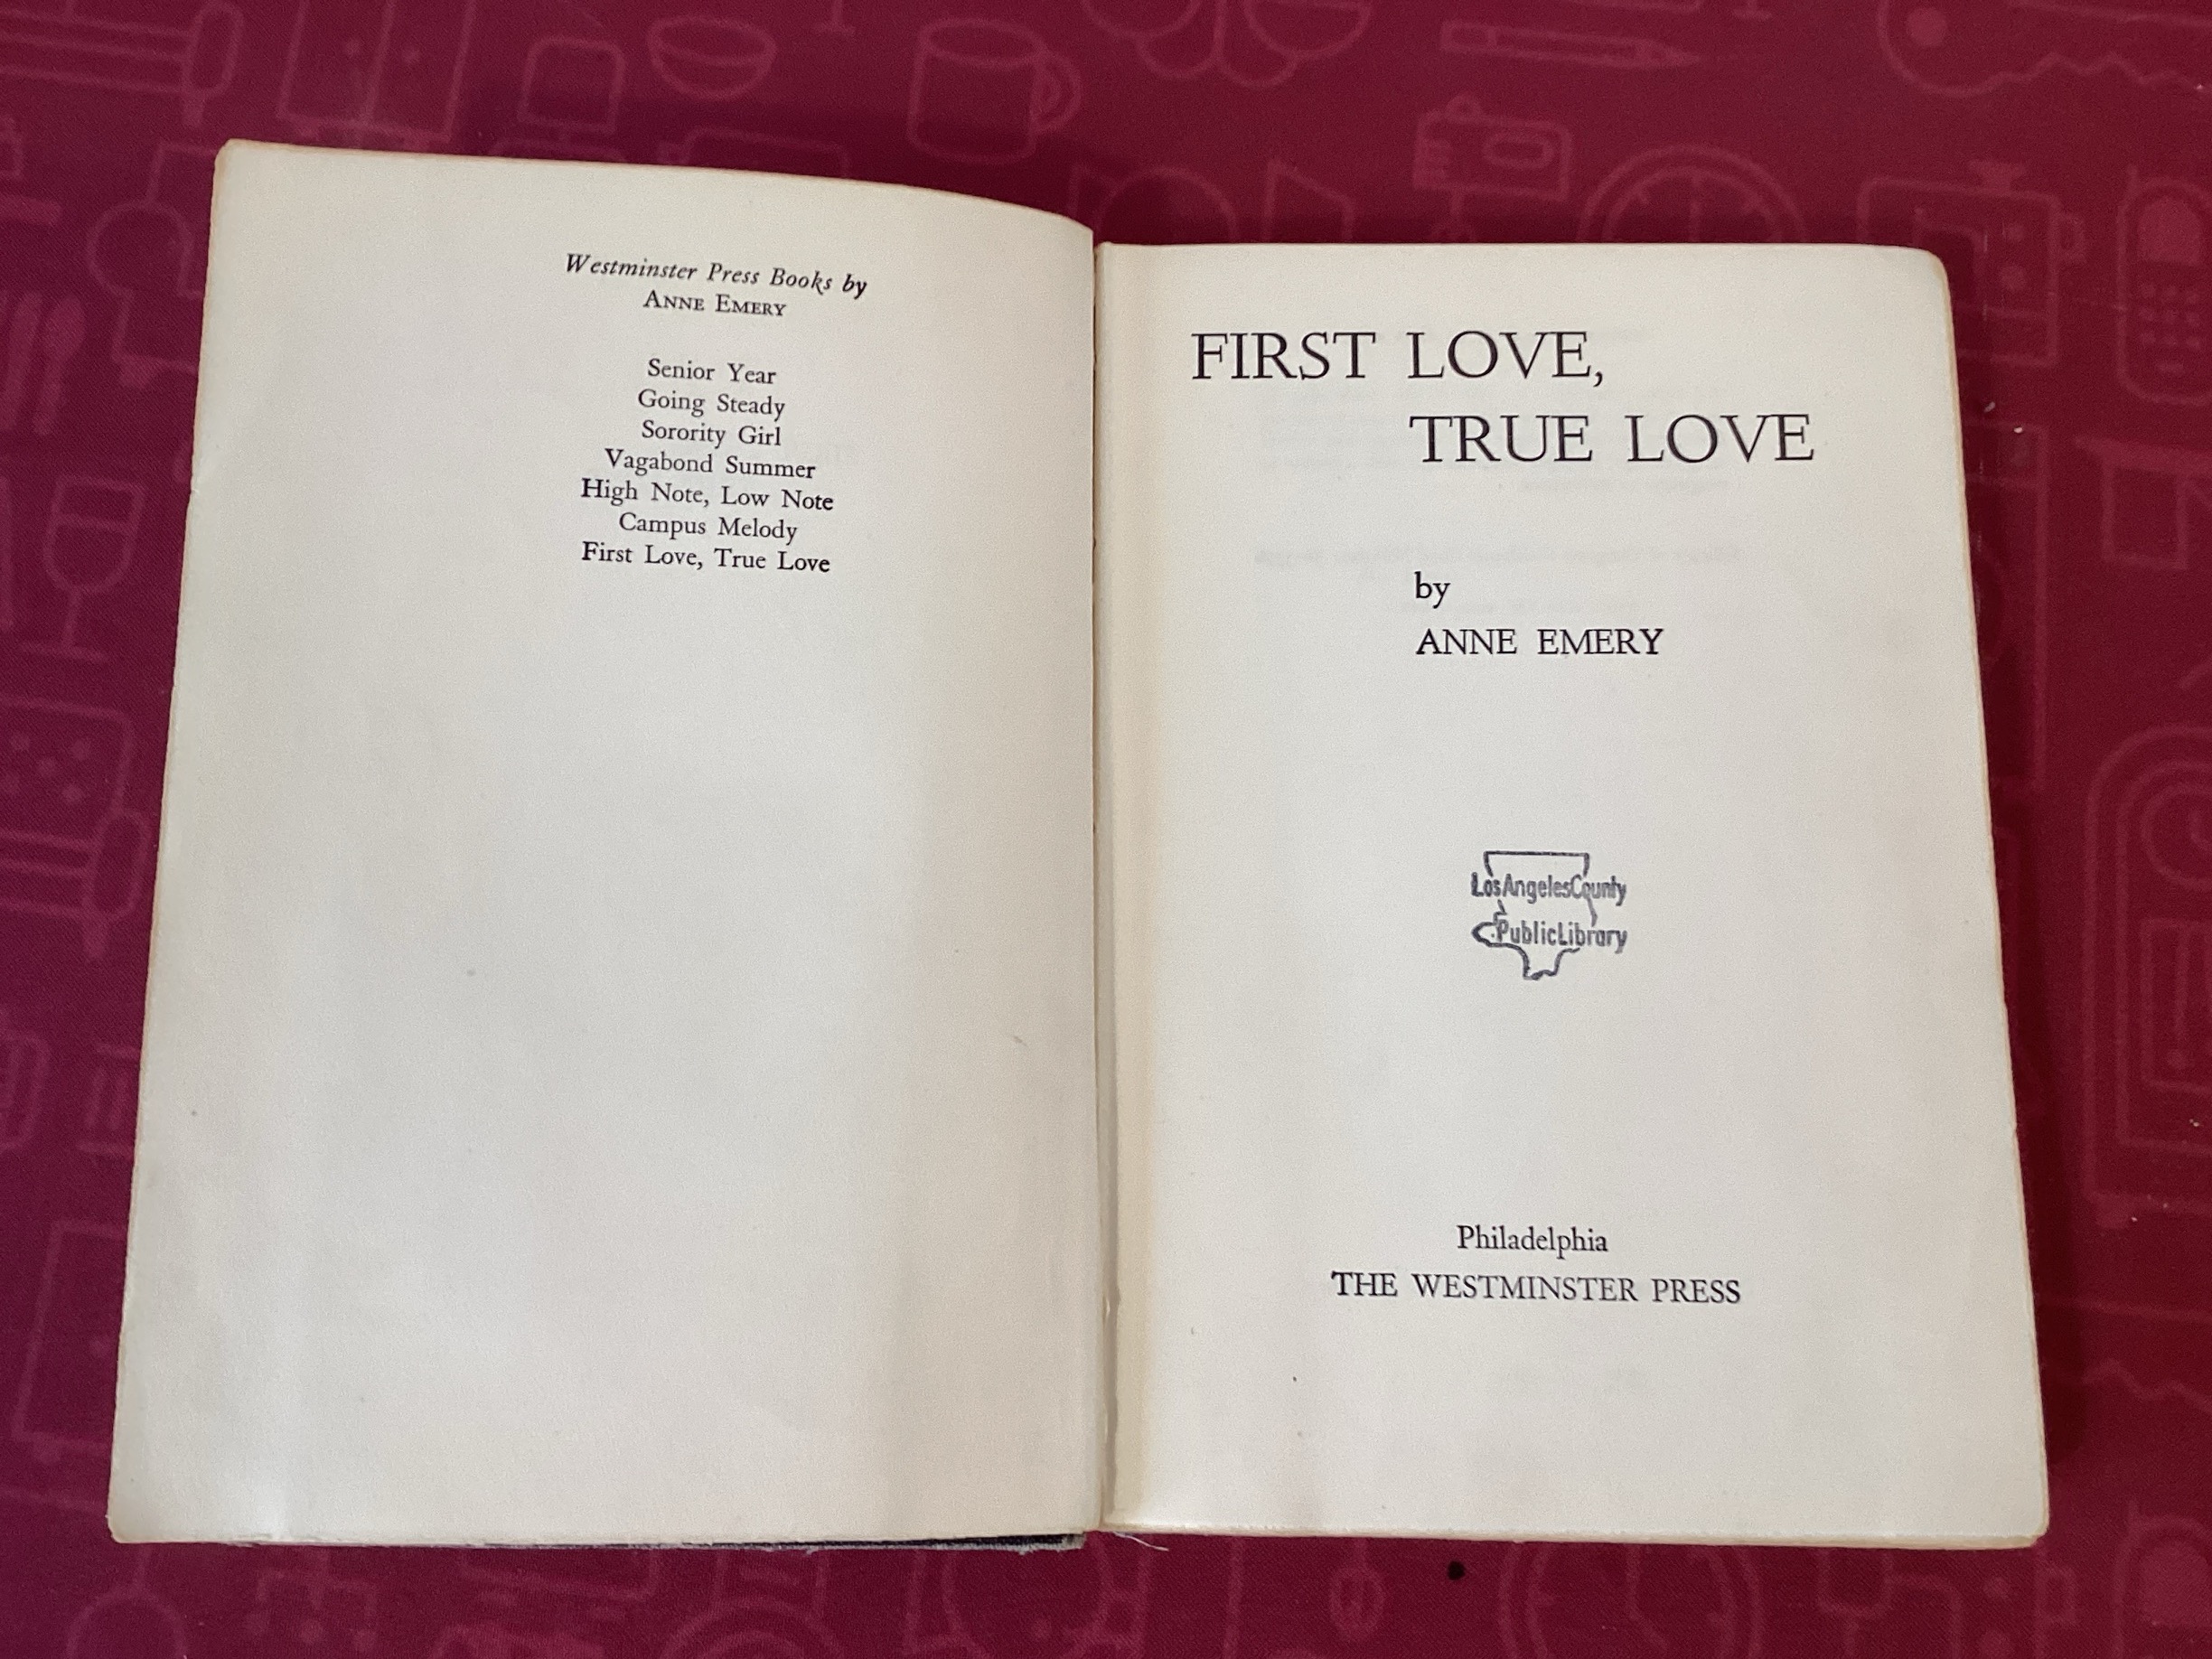 Westminster Press Books by
ANNE EMERY
Senior Year
Going Steady
Sorority Girl
Vagabond Summer
High Note, Low Note
Campus Melody
First Love, True Love
FIRST LOVE,
TRUE LOVE
by
ANNE EMERY
Los Angeles County
Public Library
Philadelphia
THE WESTMINSTER PRESS